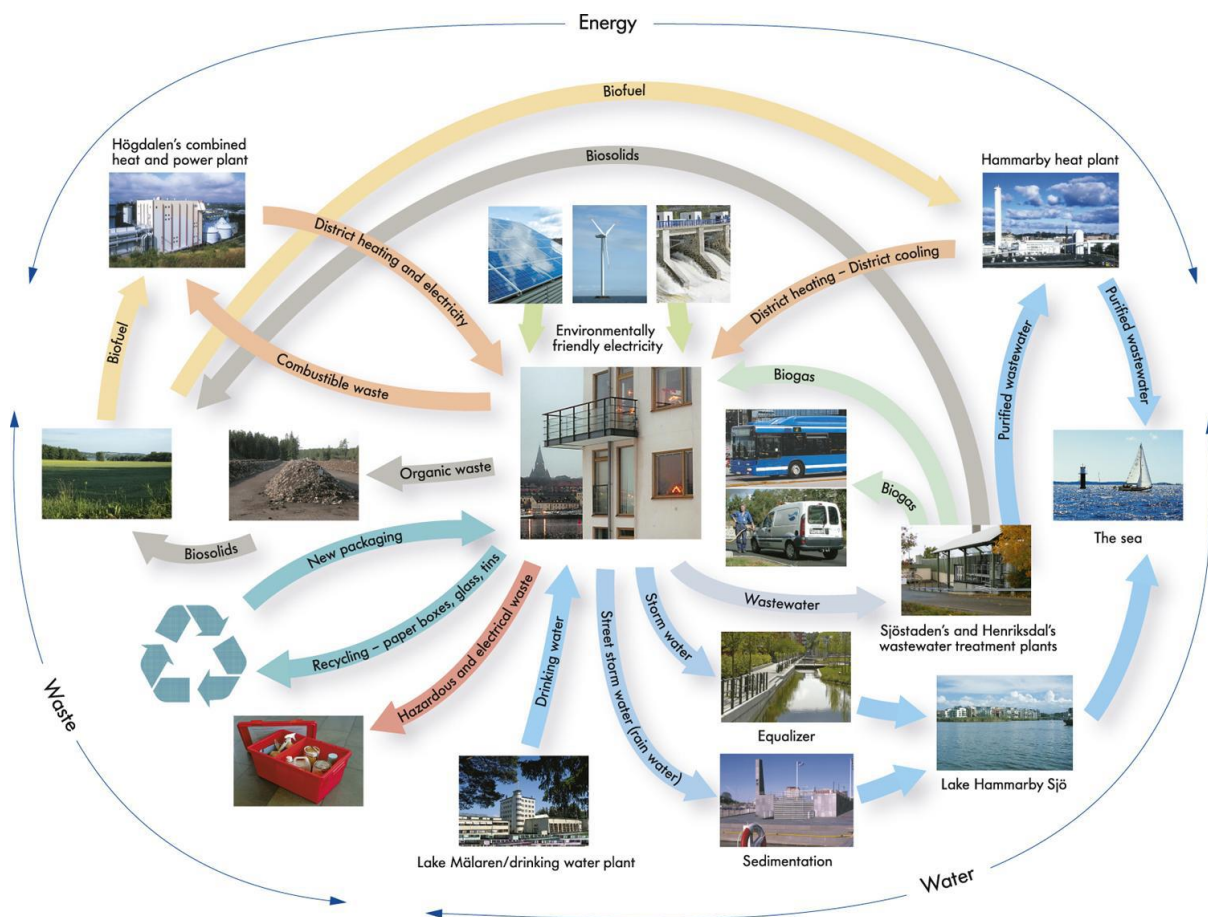 Energy
Biofuel
Högdalen's combined
heat and power plant
Biosolids
Hammarby heat plant
District heating and electricity
District heating – District cooling
Environmentally
friendly electricity
Biofuel
Combustible waste
Biogas
Purified wastewater
Purified wastewater
Organic waste
Biogas
The sea
Biosolids
New packaging
Wastewater
Sjöstaden's and Henriksdal's
wastewater treatment plants
Recycling – paper boxes, glass, tins
Hazardous and electrical waste
Drinking water
Street storm water (rain water)
Storm water
Equalizer
Lake Hammarby Sjö
Waste
Lake Mälaren/drinking water plant
Sedimentation
Water